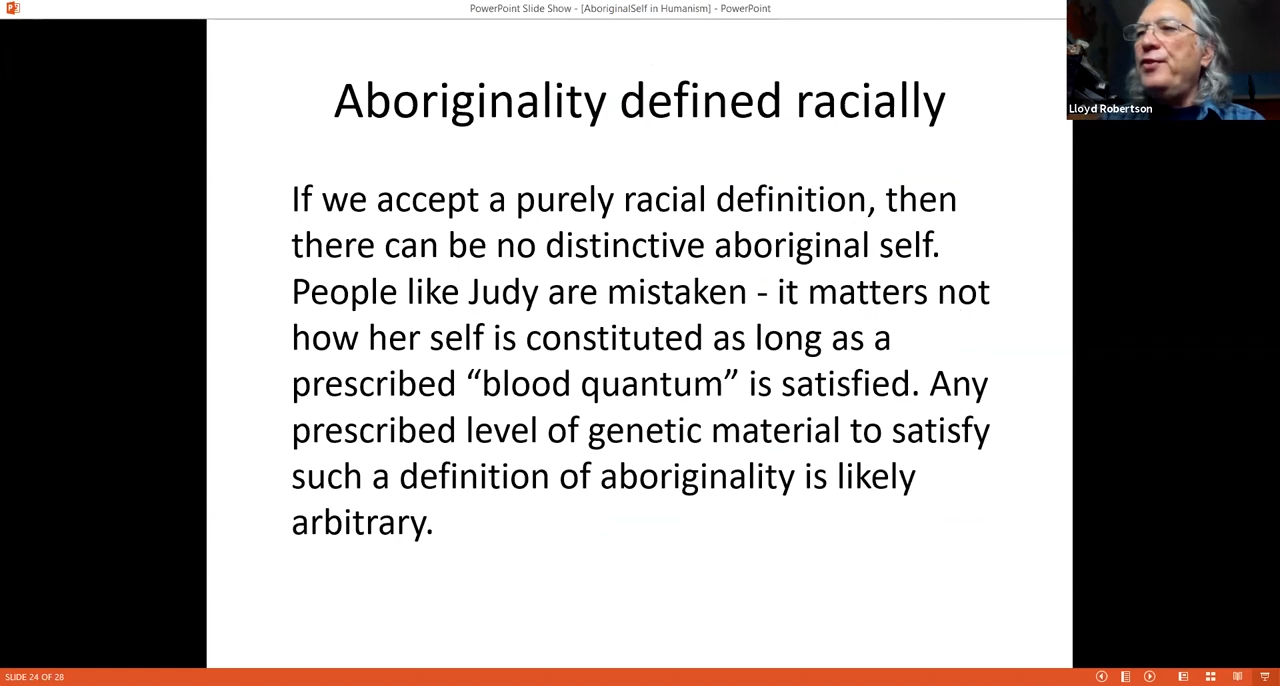 PowerPoint Slide Show - [AboriginalSelf in Humanism] - PowerPoint
Lloyd Robertson
Aboriginality defined racially
If we accept a purely racial definition, then
there can be no distinctive aboriginal self.
People like Judy are mistaken - it matters not
how her self is constituted as long as a
prescribed “blood quantum” is satisfied. Any
prescribed level of genetic material to satisfy
such a definition of aboriginality is likely
arbitrary.
SLIDE 24 OF 28